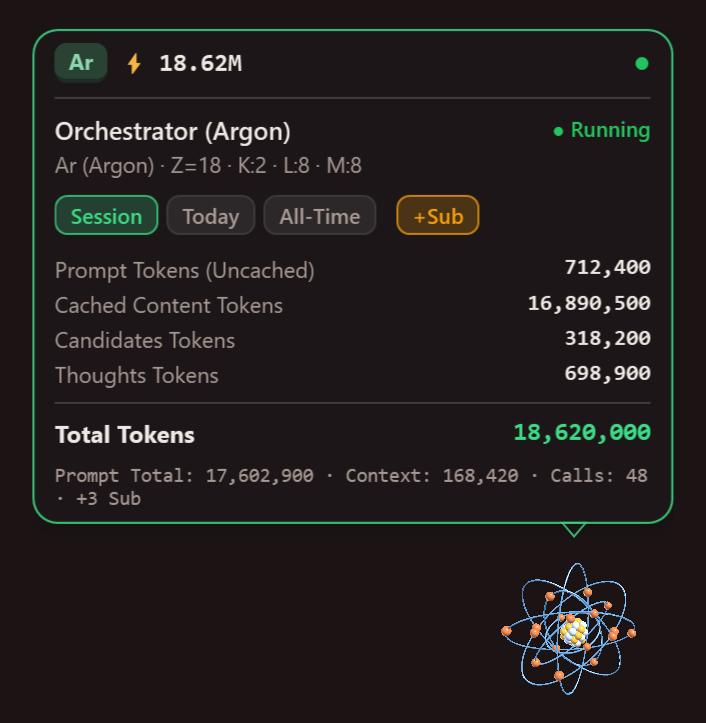 Ar ⚡ 18.62M
Orchestrator (Argon) ● Running
Ar (Argon) · Z=18 · K:2 · L:8 · M:8
Session Today All-Time +Sub
Prompt Tokens (Uncached) 712,400
Cached Content Tokens 16,890,500
Candidates Tokens 318,200
Thoughts Tokens 698,900
Total Tokens 18,620,000
Prompt Total: 17,602,900 · Context: 168,420 · Calls: 48
· +3 Sub